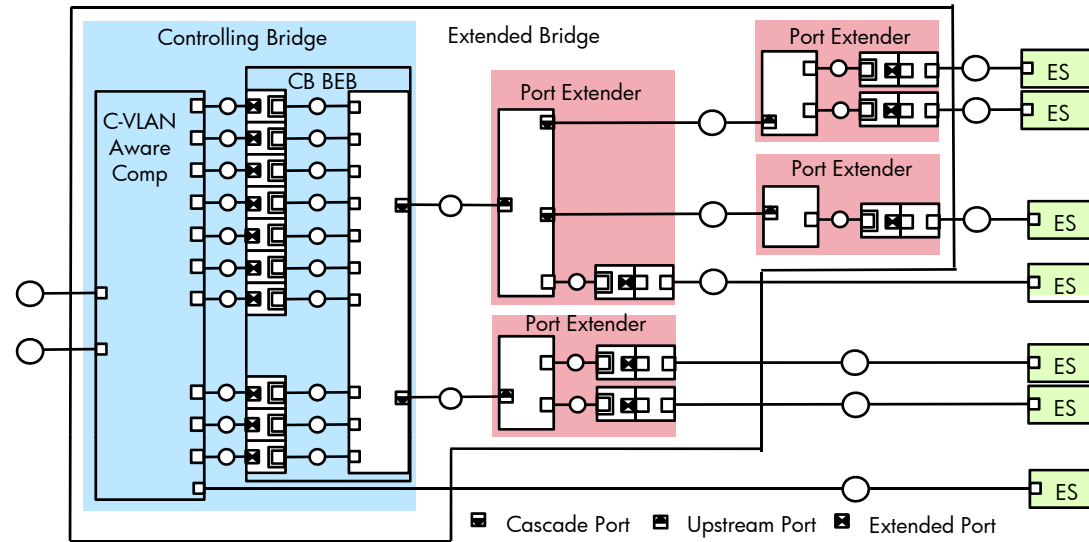 Controlling Bridge
Extended Bridge
Port Extender
CB BEB
Port Extender
C-VLAN
Aware
Comp
ES
ES
Port Extender
ES
ES
Port Extender
ES
ES
ES
Cascade Port
Upstream Port
Extended Port